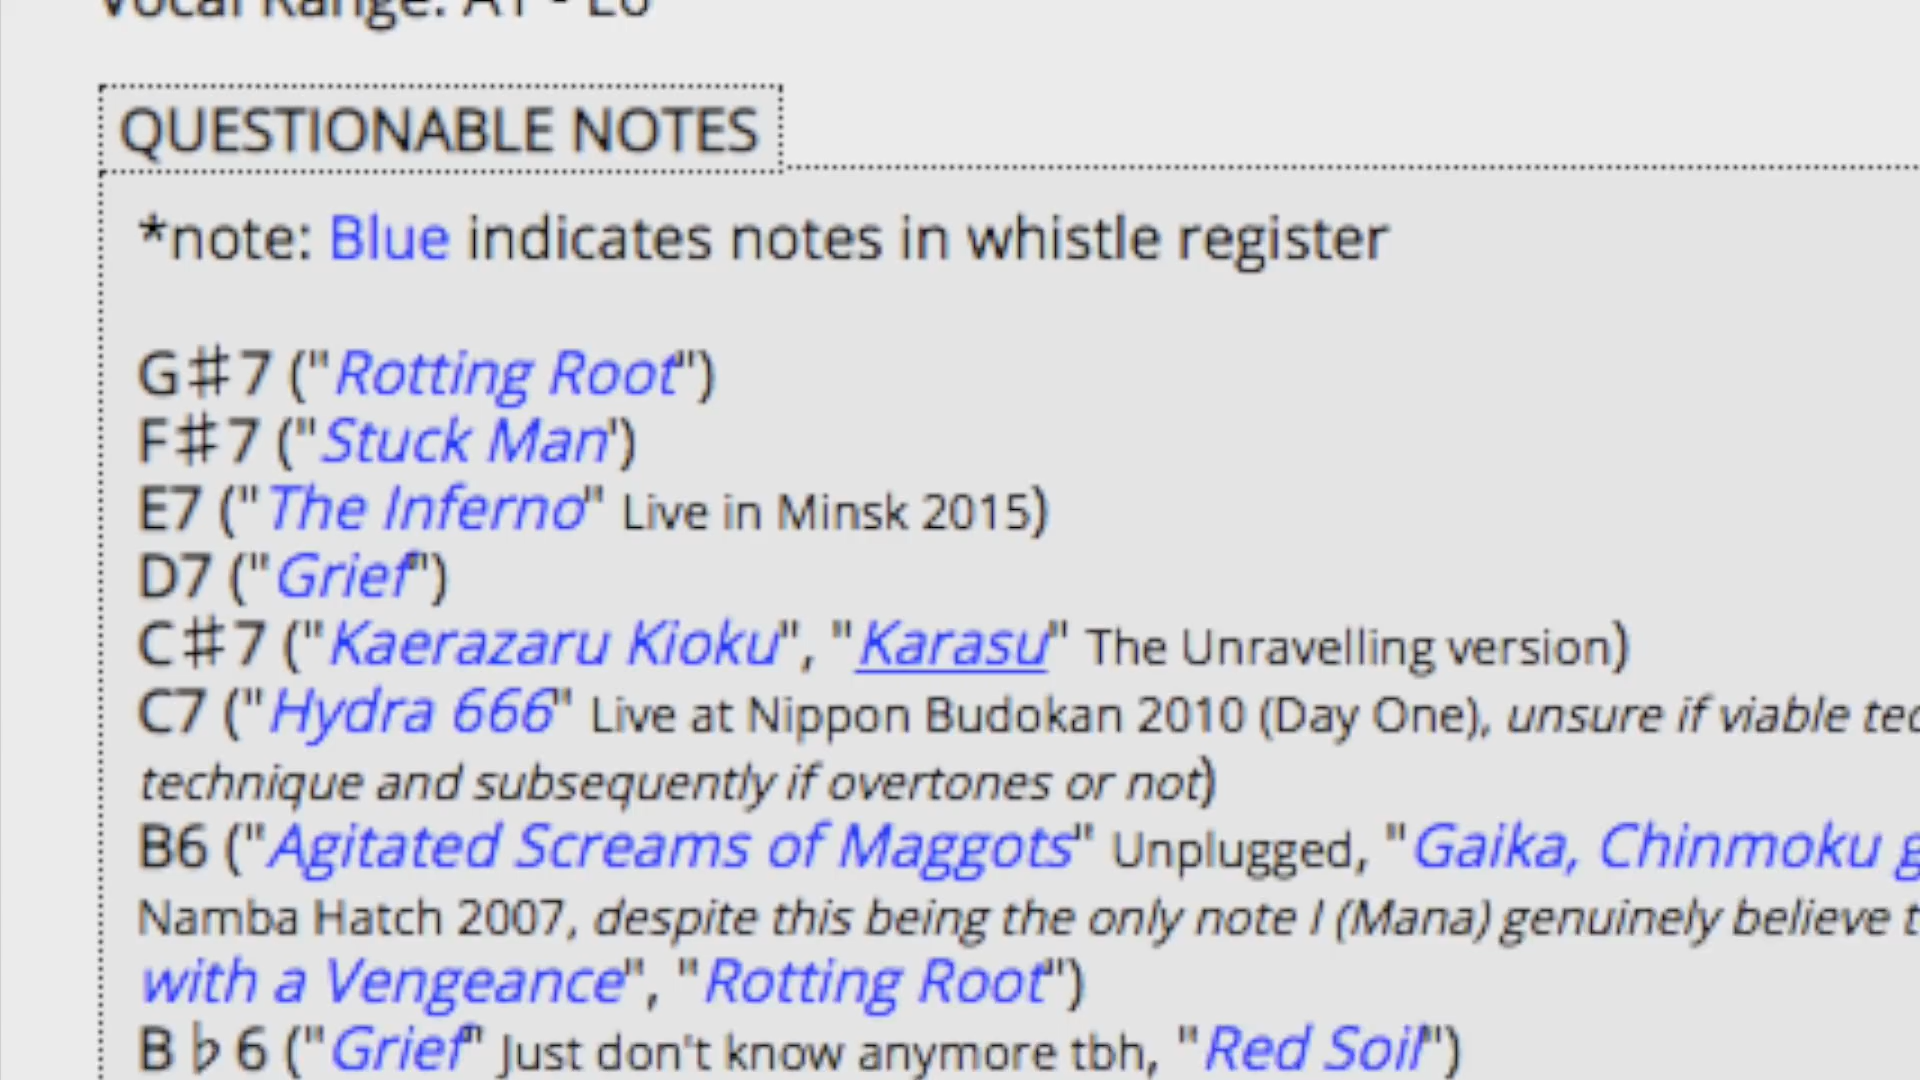 Vocal Range: A1 -
QUESTIONABLE NOTES
*note: Blue indicates notes in whistle register
G♯7 ("Rotting Root")
F♯7 ("Stuck Man')
E7 ("The Inferno" Live in Minsk 2015)
D7 ("Grief")
C♯7 ("Kaerazaru Kioku", "Karasu" The Unravelling version)
C7 ("Hydra 666" Live at Nippon Budokan 2010 (Day One), unsure if viable
technique and subsequently if overtones or not)
B6 ("Agitated Screams of Maggots" Unplugged, "Gaika, Chinmoku
Namba Hatch 2007, despite this being the only note I (Mana) genuinely believe
with a Vengeance", "Rotting Root")
B♭6 ("Grief" Just don't know anymore tbh, "Red Soil")